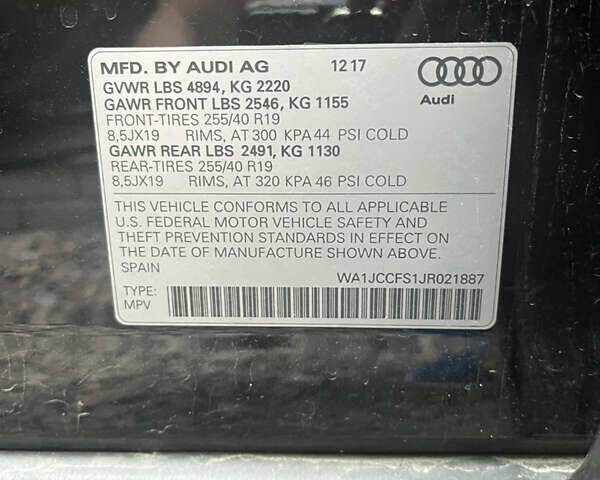 MFD. BY AUDI AG 12 17
GVWR LBS 4894, KG 2220
GAWR FRONT LBS 2546, KG 1155
FRONT-TIRES 255/40 R19
8,5JX19 RIMS, AT 300 KPA 44 PSI COLD
GAWR REAR LBS 2491, KG 1130
REAR-TIRES 255/40 R19
8,5JX19 RIMS, AT 320 KPA 46 PSI COLD
Audi
THIS VEHICLE CONFORMS TO ALL APPLICABLE
U.S. FEDERAL MOTOR VEHICLE SAFETY AND
THEFT PREVENTION STANDARDS IN EFFECT ON
THE DATE OF MANUFACTURE SHOWN ABOVE.
SPAIN WA1JCCFS1JR021887
TYPE:
MPV